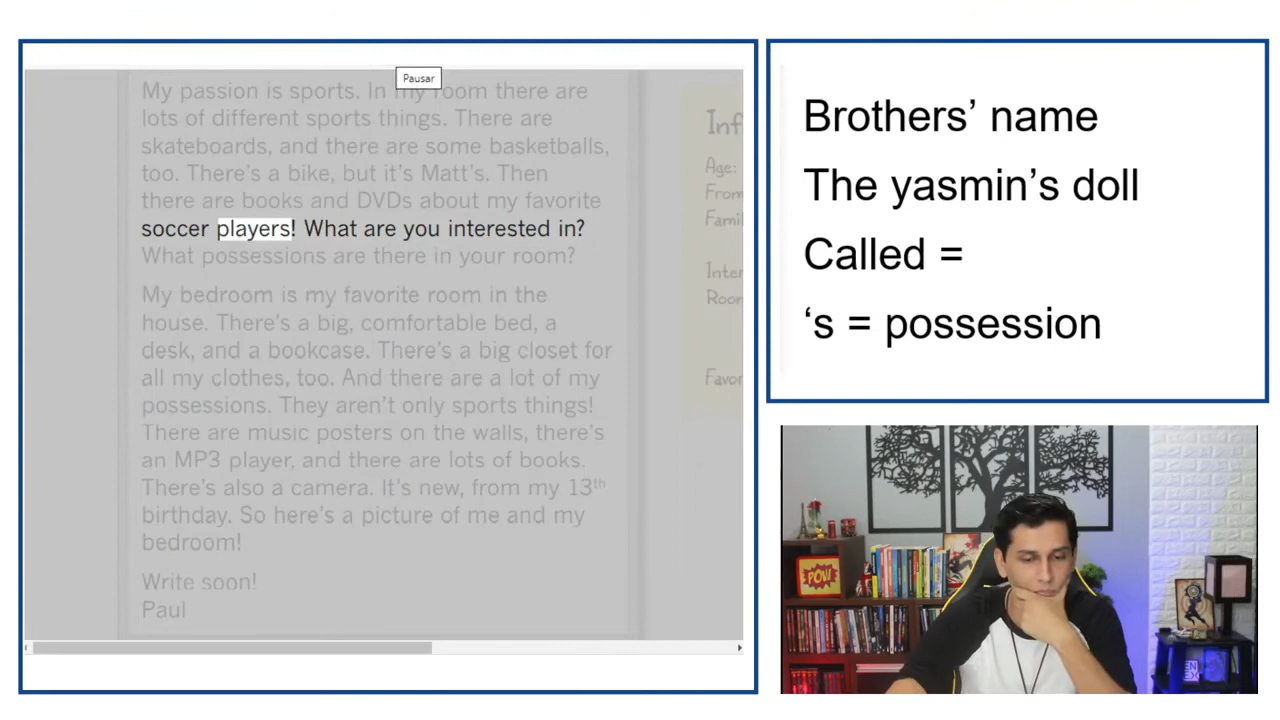 Pausar
My passion is sports. In my room there are
lots of different sports things. There are
skateboards, and there are some basketballs,
too. There's a bike, but it's Matt's. Then
there are books and DVDs about my favorite
soccer players! What are you interested in?
What possessions are there in your room?
My bedroom is my favorite room in the
house. There's a big, comfortable bed, a
desk, and a bookcase. There's a big closet for
all my clothes, too. And there are a lot of my
possessions. They aren't only sports things!
There are music posters on the walls, there's
an MP3 player, and there are lots of books.
There's also a camera. It's new, from my 13th
birthday. So here's a picture of me and my
bedroom!
Write soon!
Paul
Inf
Age:
From
Famil
Inter
Room
Favor
Brothers’ name
The yasmin’s doll
Called =
‘s = possession
POW